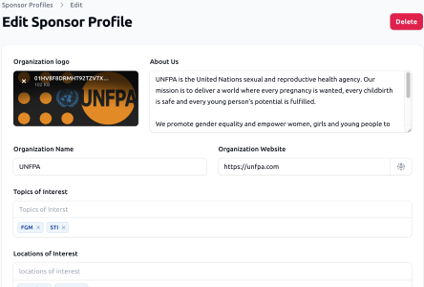 Sponsor Profiles > Edit
Edit Sponsor Profile
Delete
Organization logo
01HV8F8DRMHT92TZVTX...
192 KB
UNFPA
About Us
UNFPA is the United Nations sexual and reproductive health agency. Our
mission is to deliver a world where every pregnancy is wanted, every childbirth
is safe and every young person's potential is fulfilled.
We promote gender equality and empower women, girls and young people to
Organization Name
UNFPA
Organization Website
https://unfpa.com
Topics of Interest
Topics of Interst
FGM ×
STI ×
Locations of Interest
locations of interest